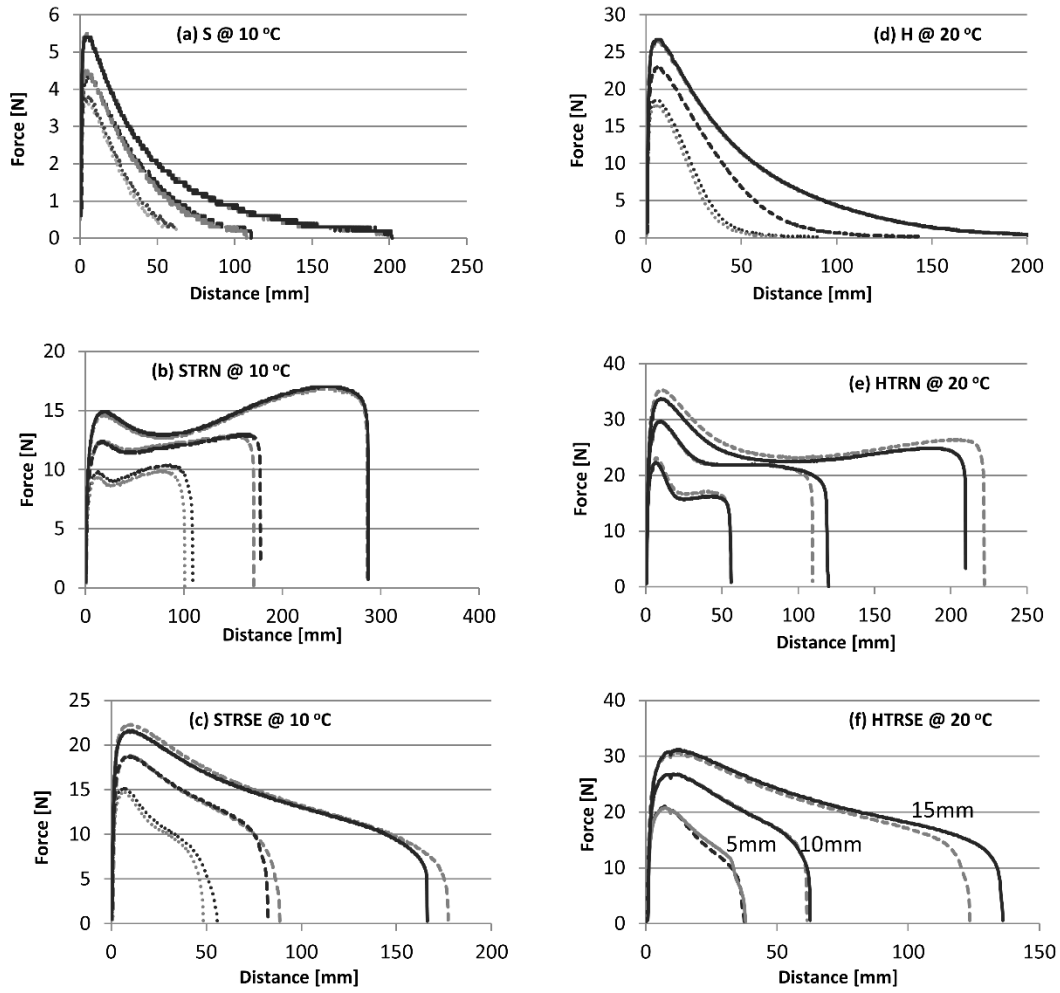 (a) S @ 10 °C
Force [N]
6
5
4
3
2
1
0
0 50 100 150 200 250
Distance [mm]
(d) H @ 20 °C
Force [N]
30
25
20
15
10
5
0
0 50 100 150 200
Distance [mm]
(b) STRN @ 10 °C
Force [N]
20
15
10
5
0
0 100 200 300 400
Distance [mm]
(e) HTRN @ 20 °C
Force [N]
40
30
20
10
0
0 50 100 150 200 250
Distance [mm]
(c) STRSE @ 10 °C
Force [N]
25
20
15
10
5
0
0 50 100 150 200
Distance [mm]
(f) HTRSE @ 20 °C
Force [N]
40
30
20
10
0
15mm
5mm 10mm
0 50 100 150
Distance [mm]